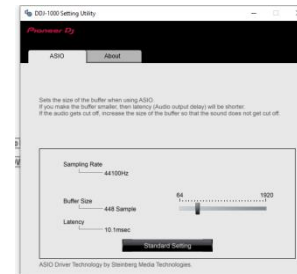 DDJ-1000 Setting Utility
Pioneer Dj
ASIO About
Sets the size of the buffer when using ASIO.
If you make the buffer smaller, then latency (Audio output delay) will be shorter.
If the audio gets cut off, increase the size of the buffer so that the sound does not get cut off.
Sampling Rate
44100Hz
64 1920
Buffer Size
448 Sample
Latency
10.1msec
Standard Setting
ASIO Driver Technology by Steinberg Media Technologies.